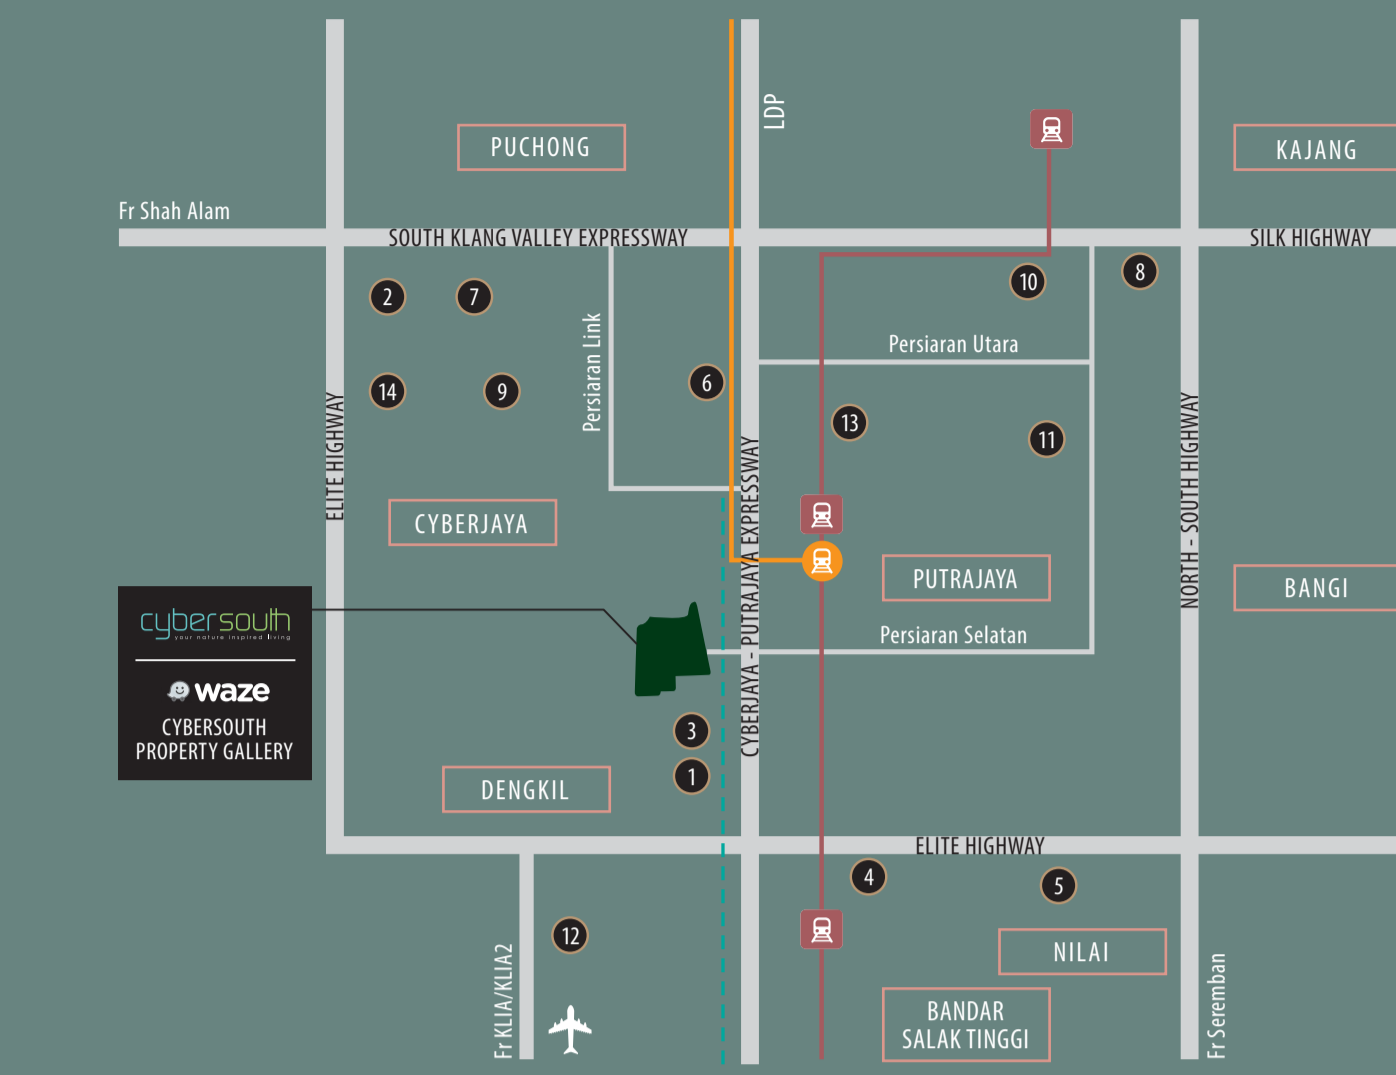 LDP
PUCHONG
KAJANG
Fr Shah Alam
SOUTH KLANG VALLEY EXPRESSWAY
SILK HIGHWAY
2
7
10
8
Persiaran Link
Persiaran Utara
6
14
9
13
11
ELITE HIGHWAY
CYBERJAYA - PUTRAJAYA EXPRESSWAY
NORTH - SOUTH HIGHWAY
CYBERJAYA
PUTRAJAYA
BANGI
cybersouth
your nature inspired living
waze
CYBERSOUTH
PROPERTY GALLERY
Persiaran Selatan
3
1
DENGKIL
ELITE HIGHWAY
4
5
12
NILAI
Fr KLIA/KLIA2
BANDAR
SALAK TINGGI
Fr Seremban